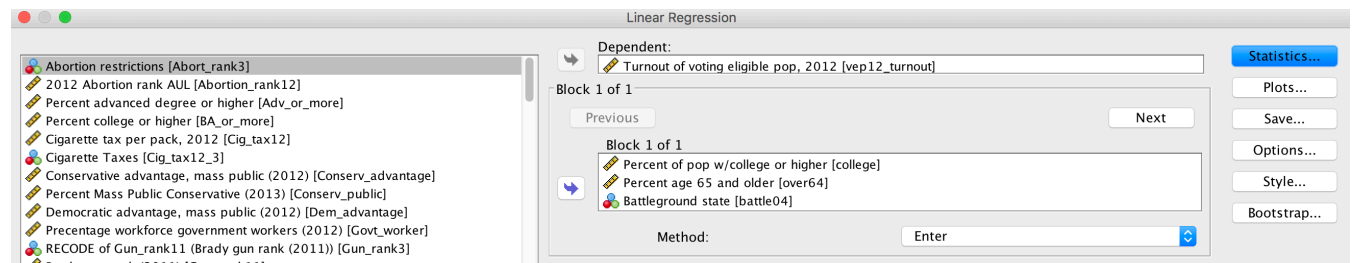 Linear Regression
Abortion restrictions [Abort_rank3]
2012 Abortion rank AUL [Abortion_rank12]
Percent advanced degree or higher [Adv_or_more]
Percent college or higher [BA_or_more]
Cigarette tax per pack, 2012 [Cig_tax12]
Cigarette Taxes [Cig_tax12_3]
Conservative advantage, mass public (2012) [Conserv_advantage]
Percent Mass Public Conservative (2013) [Conserv_public]
Democratic advantage, mass public (2012) [Dem_advantage]
Precentage workforce government workers (2012) [Govt_worker]
RECODE of Gun_rank11 (Brady gun rank (2011)) [Gun_rank3]
Dependent:
Turnout of voting eligible pop, 2012 [vep12_turnout]
Block 1 of 1
Previous
Next
Block 1 of 1
Percent of pop w/college or higher [college]
Percent age 65 and older [over64]
Battleground state [battle04]
Method:
Enter
Statistics...
Plots...
Save...
Options...
Style...
Bootstrap...